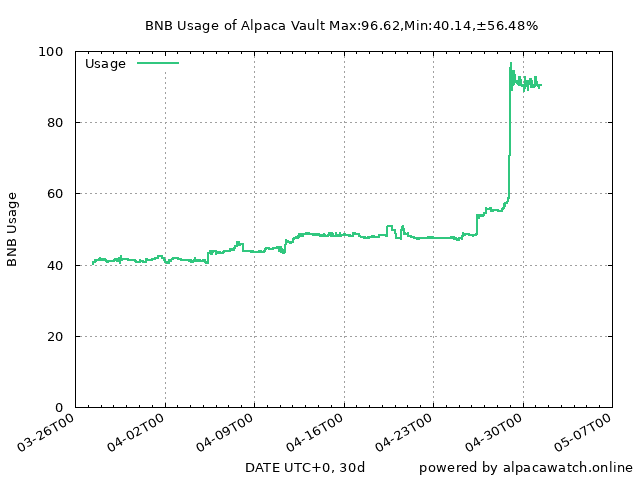 BNB Usage of Alpaca Vault Max:96.62,Min:40.14,±56.48%
Usage
100
80
60
40
20
0
BNB Usage
03-26T00
04-02T00
04-09T00
04-16T00
04-23T00
04-30T00
05-07T00
DATE UTC+0, 30d
powered by alpacawatch.online